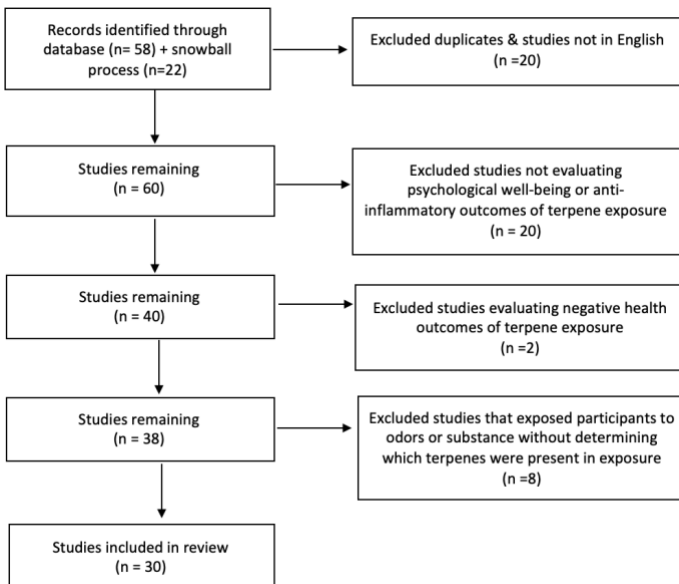 Records identified through
database (n= 58) + snowball
process (n=22)
Excluded duplicates & studies not in English
(n =20)
Studies remaining
(n = 60)
Excluded studies not evaluating
psychological well-being or anti-
inflammatory outcomes of terpene exposure
(n = 20)
Studies remaining
(n = 40)
Excluded studies evaluating negative health
outcomes of terpene exposure
(n =2)
Studies remaining
(n = 38)
Excluded studies that exposed participants to
odors or substance without determining
which terpenes were present in exposure
(n =8)
Studies included in review
(n = 30)